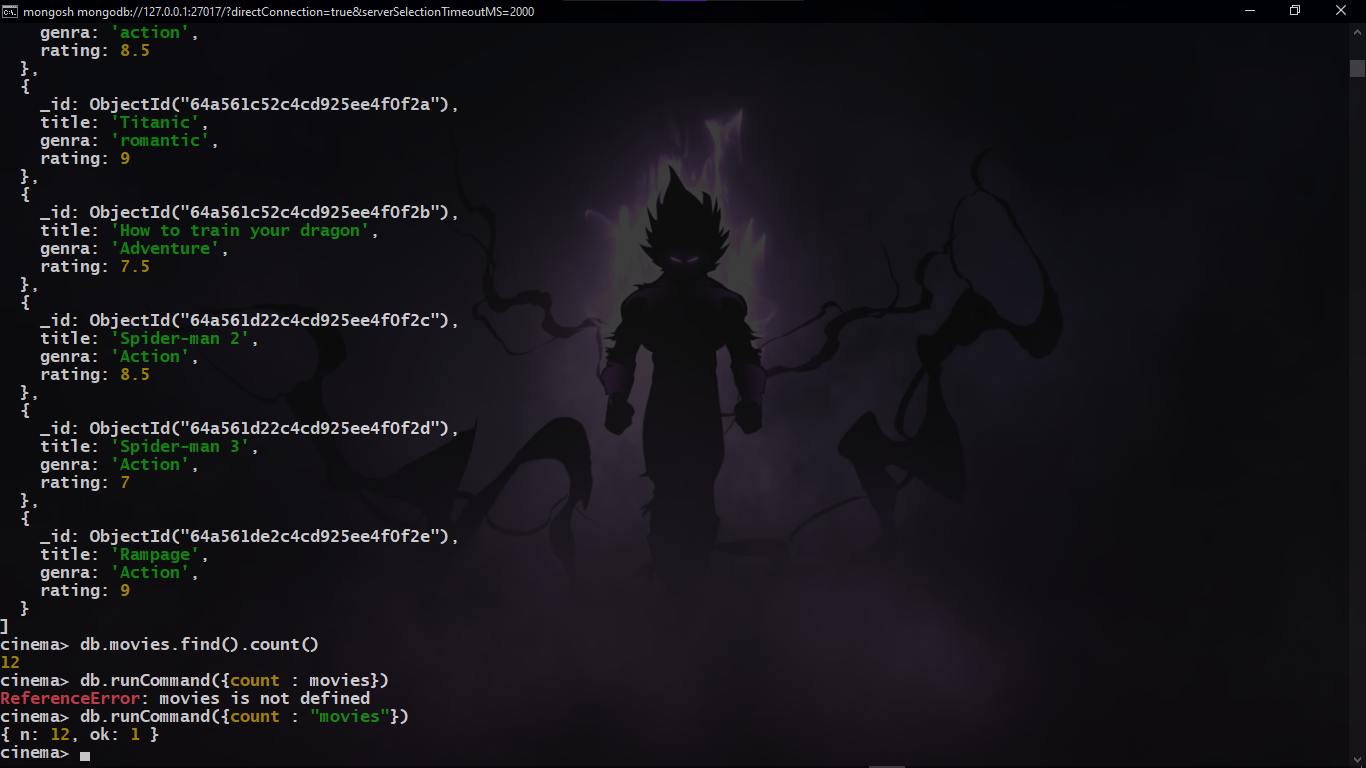 mongosh mongodb://127.0.0.1:27017/?directConnection=true&serverSelectionTimeoutMS=2000
genra: 'action',
rating: 8.5
},
{
_id: ObjectId("64a561c52c4cd925ee4f0f2a"),
title: 'Titanic',
genra: 'romantic',
rating: 9
},
{
_id: ObjectId("64a561c52c4cd925ee4f0f2b"),
title: 'How to train your dragon',
genra: 'Adventure',
rating: 7.5
},
{
_id: ObjectId("64a561d22c4cd925ee4f0f2c"),
title: 'Spider-man 2',
genra: 'Action',
rating: 8.5
},
{
_id: ObjectId("64a561d22c4cd925ee4f0f2d"),
title: 'Spider-man 3',
genra: 'Action',
rating: 7
},
{
_id: ObjectId("64a561de2c4cd925ee4f0f2e"),
title: 'Rampage',
genra: 'Action',
rating: 9
}
]
cinema> db.movies.find().count()
12
cinema> db.runCommand({count : movies})
ReferenceError: movies is not defined
cinema> db.runCommand({count : "movies"})
{ n: 12, ok: 1 }
cinema>